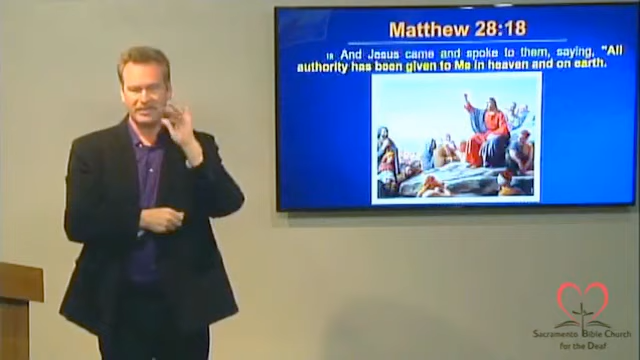 Matthew 28:18
18 And Jesus came and spoke to them, saying, "All
authority has been given to Me in heaven and on earth.
Sacramento Bible Church
for the Deaf